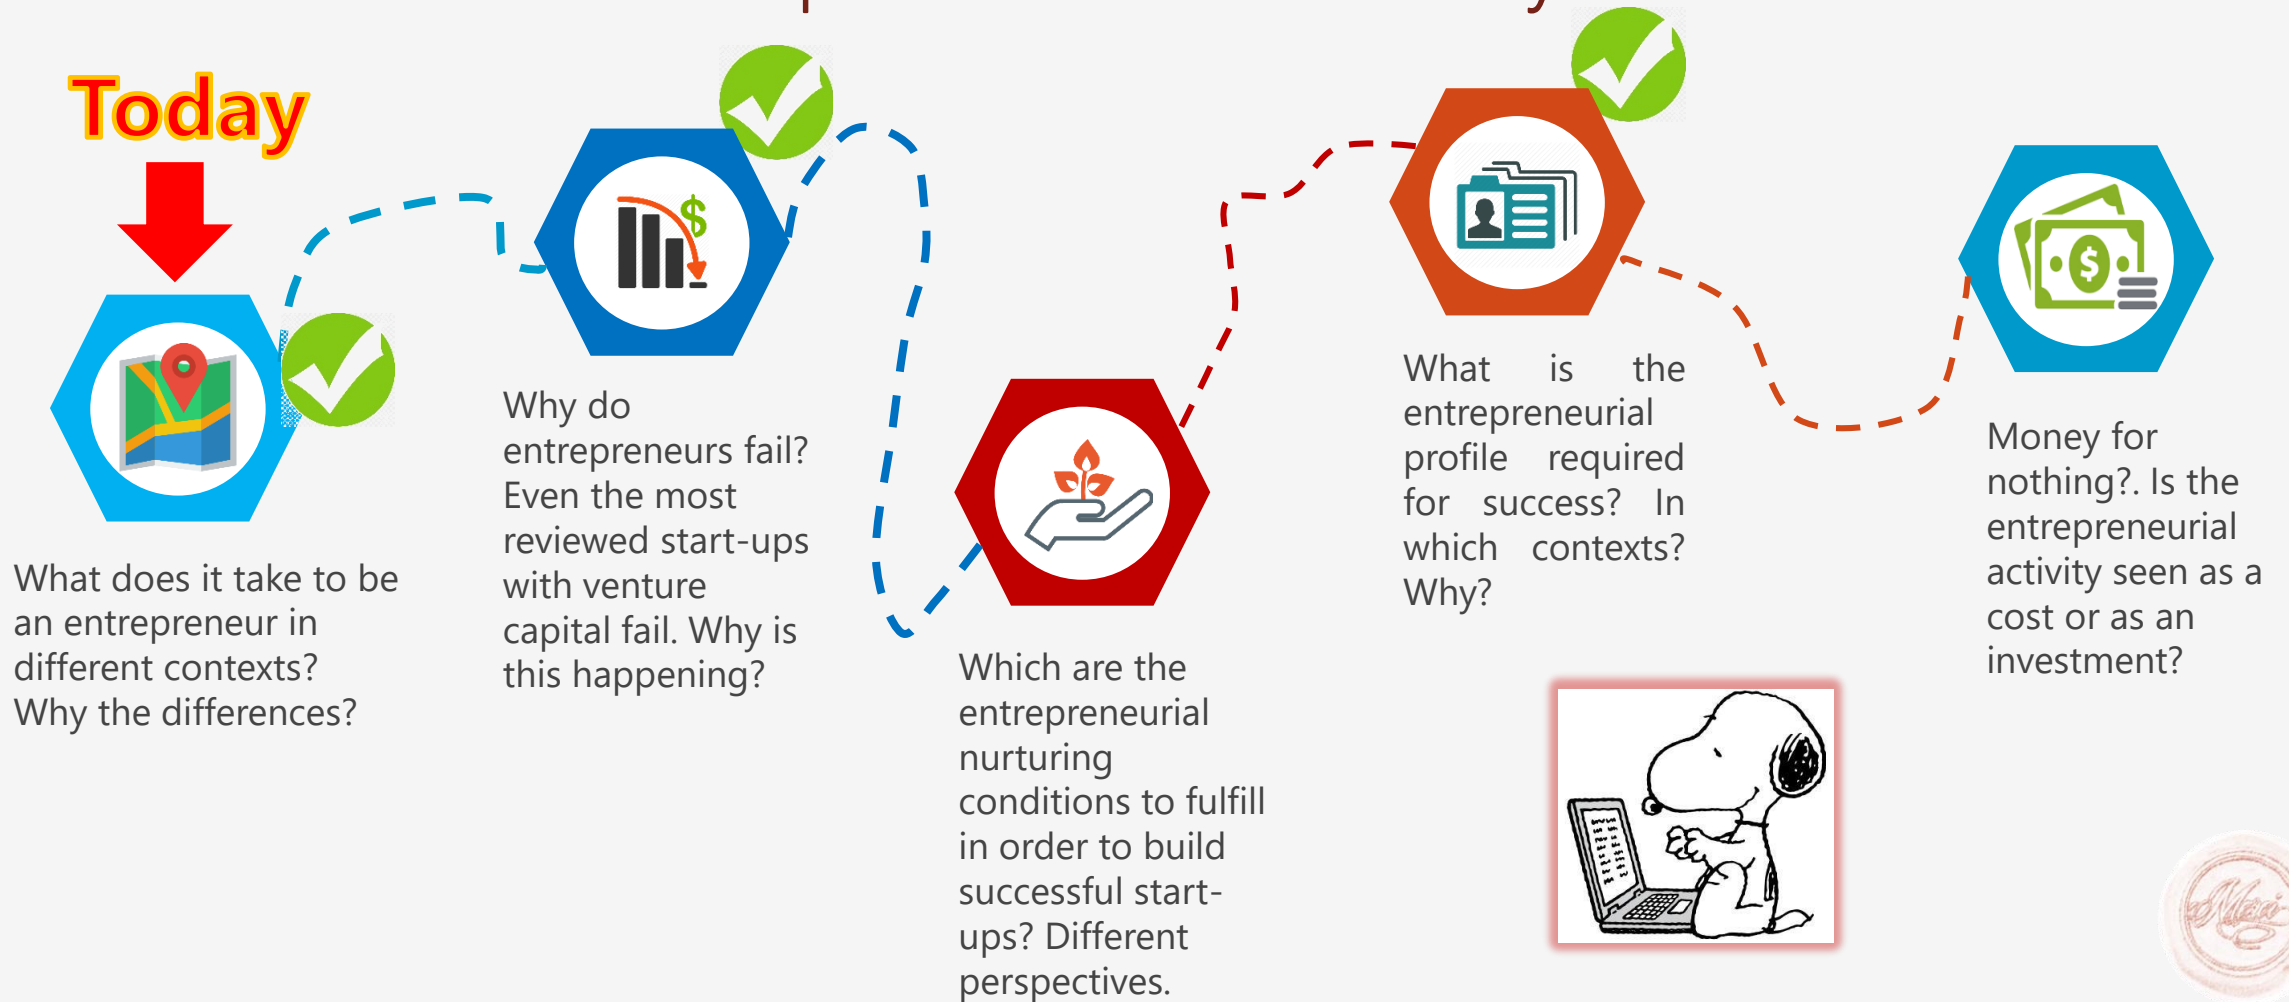 Today
What does it take to be
an entrepreneur in
different contexts?
Why the differences?
Why do
entrepreneurs fail?
Even the most
reviewed start-ups
with venture
capital fail. Why is
this happening?
Which are the
entrepreneurial
nurturing
conditions to fulfill
in order to build
successful start-
ups? Different
perspectives.
What is the
entrepreneurial
profile required
for success? In
which contexts?
Why?
Money for
nothing?. Is the
entrepreneurial
activity seen as a
cost or as an
investment?